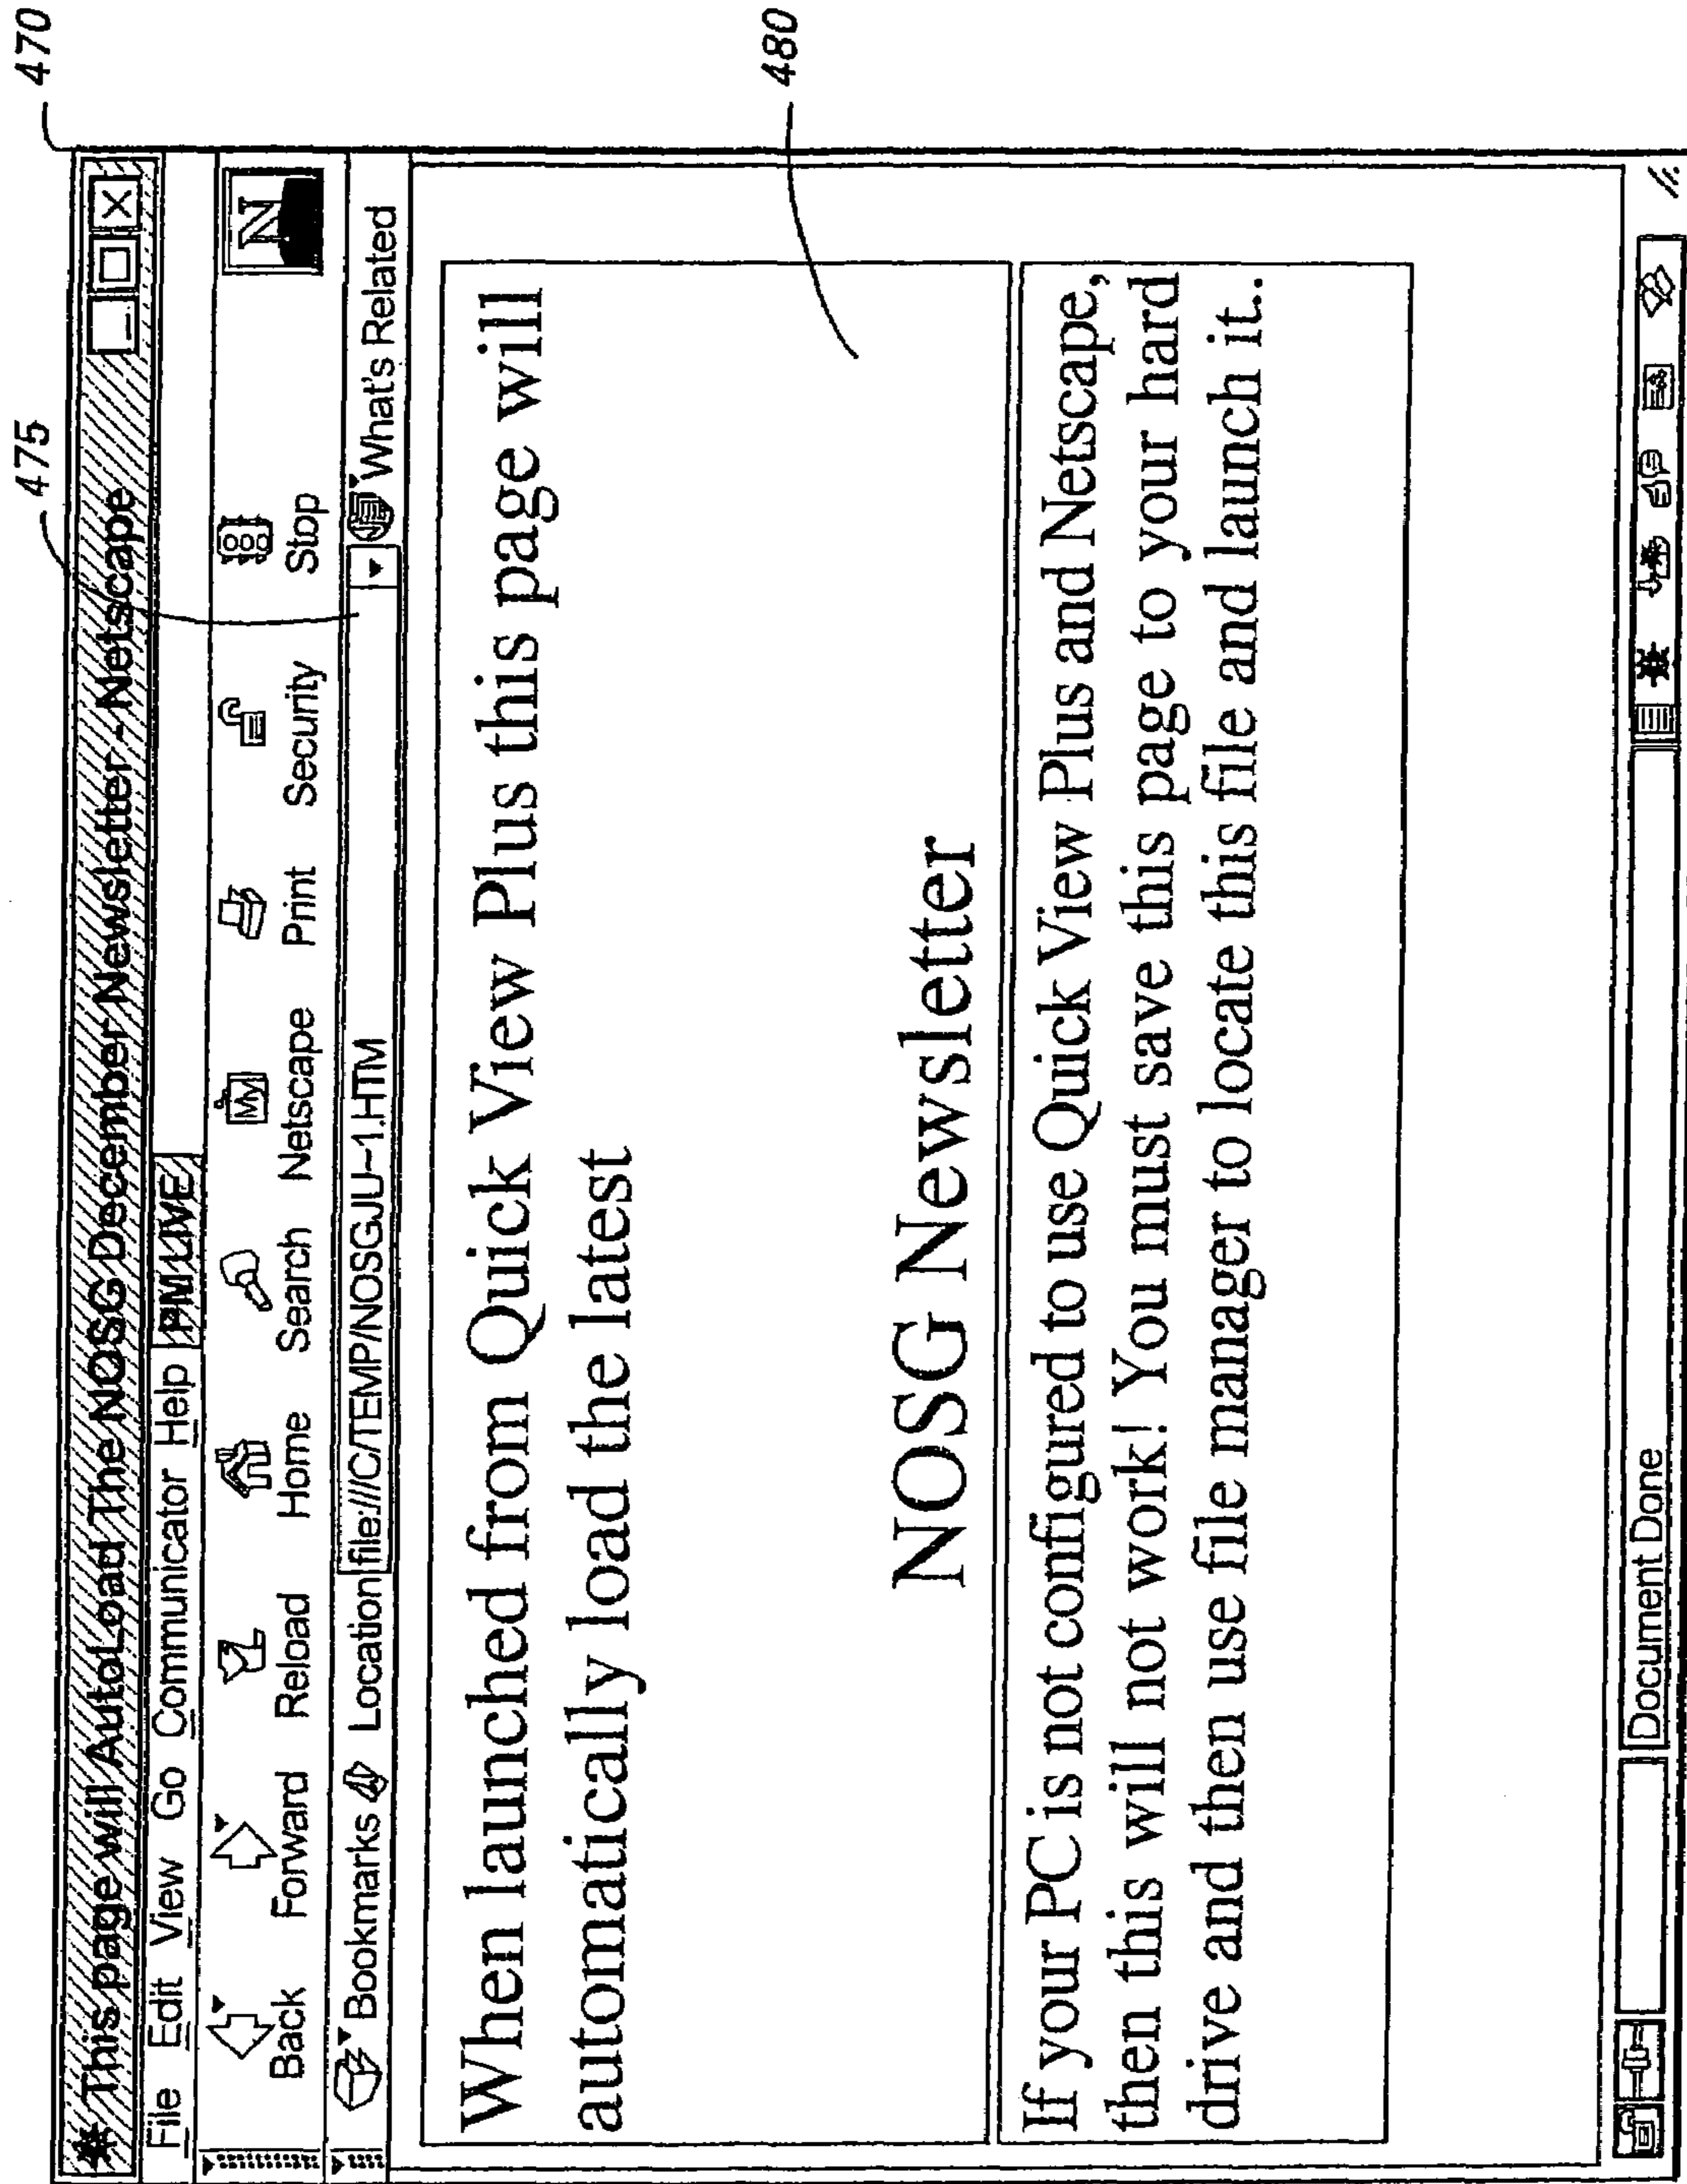 470
475
This page will AutoLoad The NOSG December Newsletter - Netscape
File Edit View Go Communicator Help PM LIVE
Back Forward Reload Home Search Netscape Print Security Stop
My
N
Bookmarks Location file:///C/TEMP/NOSGJU~1.HTM What's Related
When launched from Quick View Plus this page will
automatically load the latest
480
NOSG Newsletter
If your PC is not configured to use Quick View Plus and Netscape,
then this will not work! You must save this page to your hard
drive and then use file manager to locate this file and launch it..
Document Done